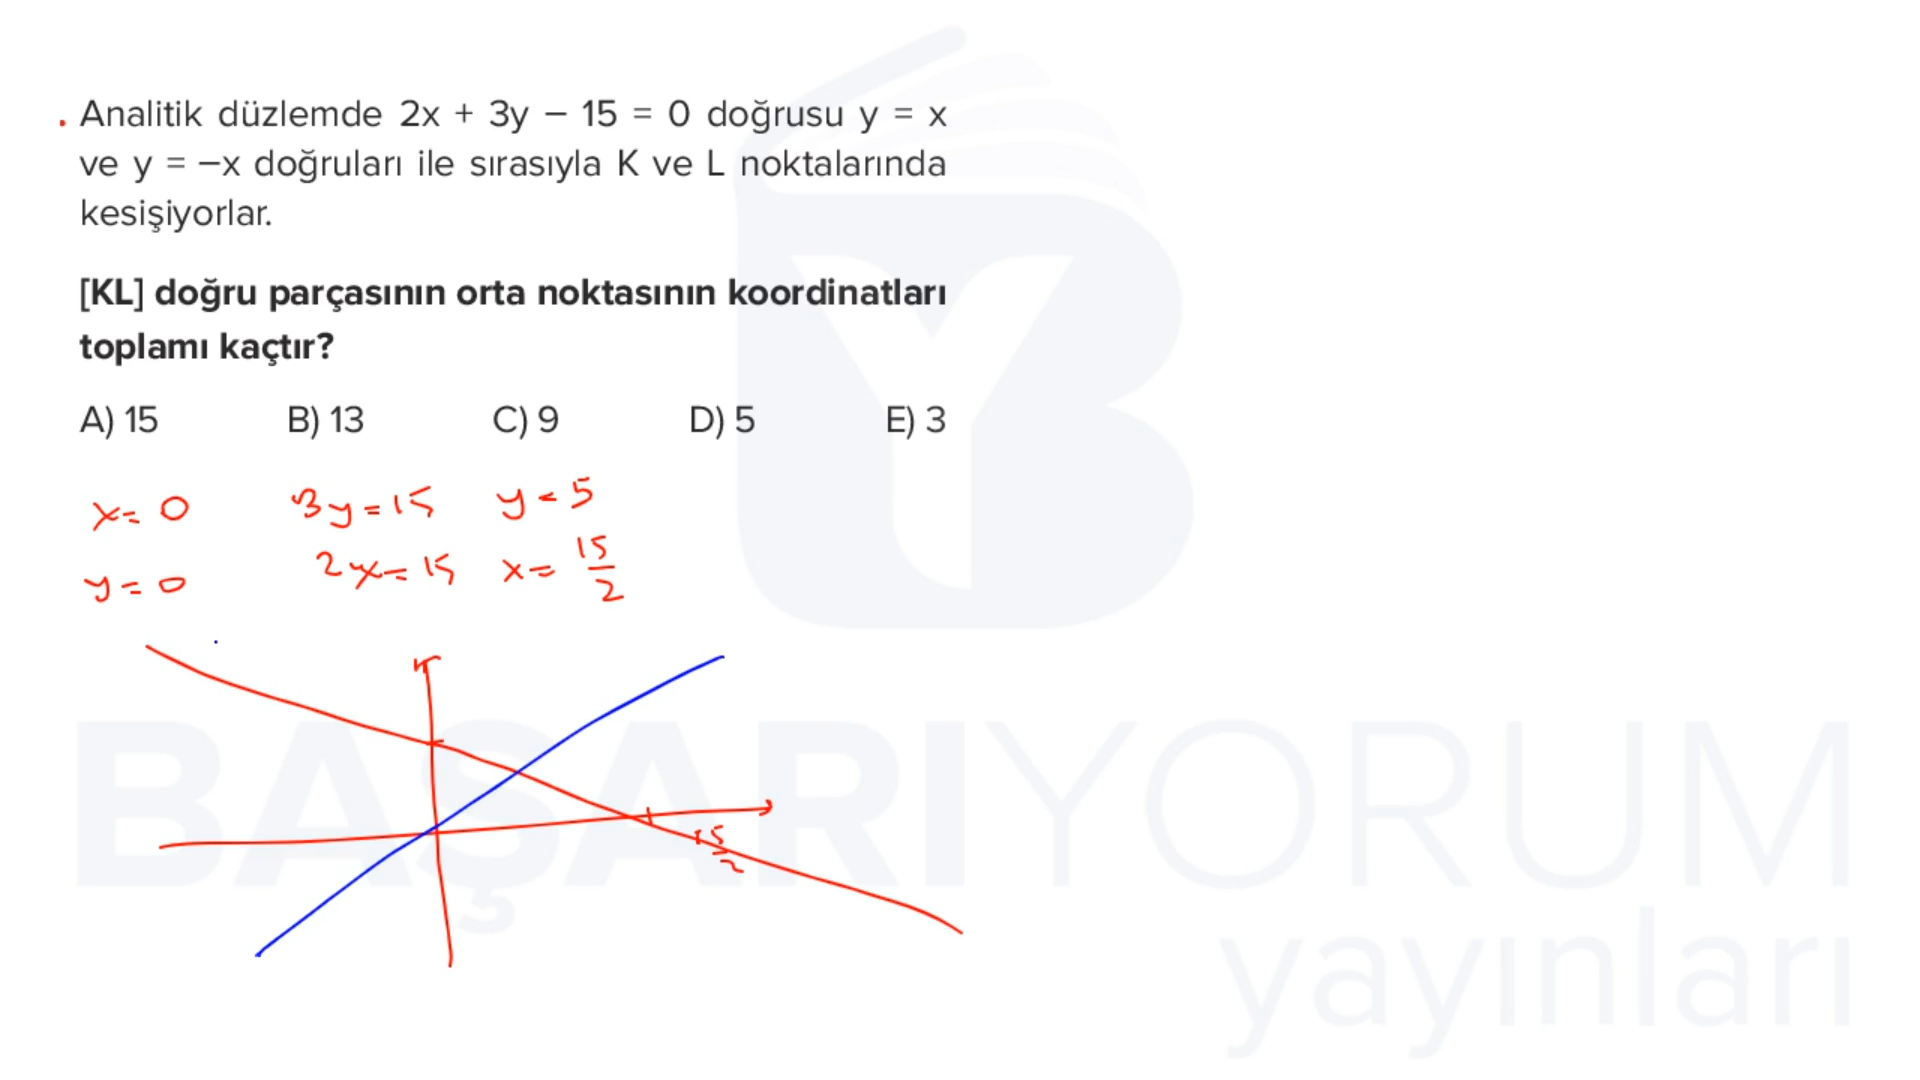 Analitik düzlemde 2x + 3y – 15 = 0 doğrusu y = x
ve y = –x doğruları ile sırasıyla K ve L noktalarında
kesişiyorlar.
[KL] doğru parçasının orta noktasının koordinatları
toplamı kaçtır?
A) 15 B) 13 C) 9 D) 5 E) 3
x = 0 3y = 15 y = 5
y = 0 2x = 15 x = 15/2
15/2
BAŞARIYORUM
yayınları